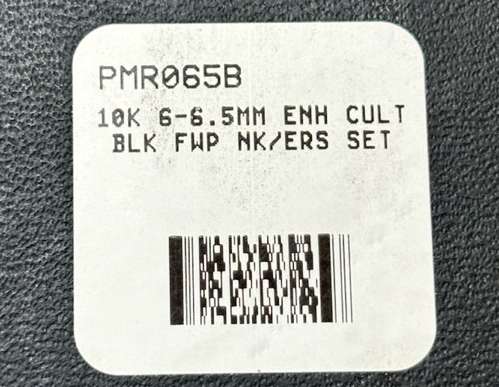 PMR065B
10K 6-6.5MM ENH CULT
BLK FWP NK/ERS SET